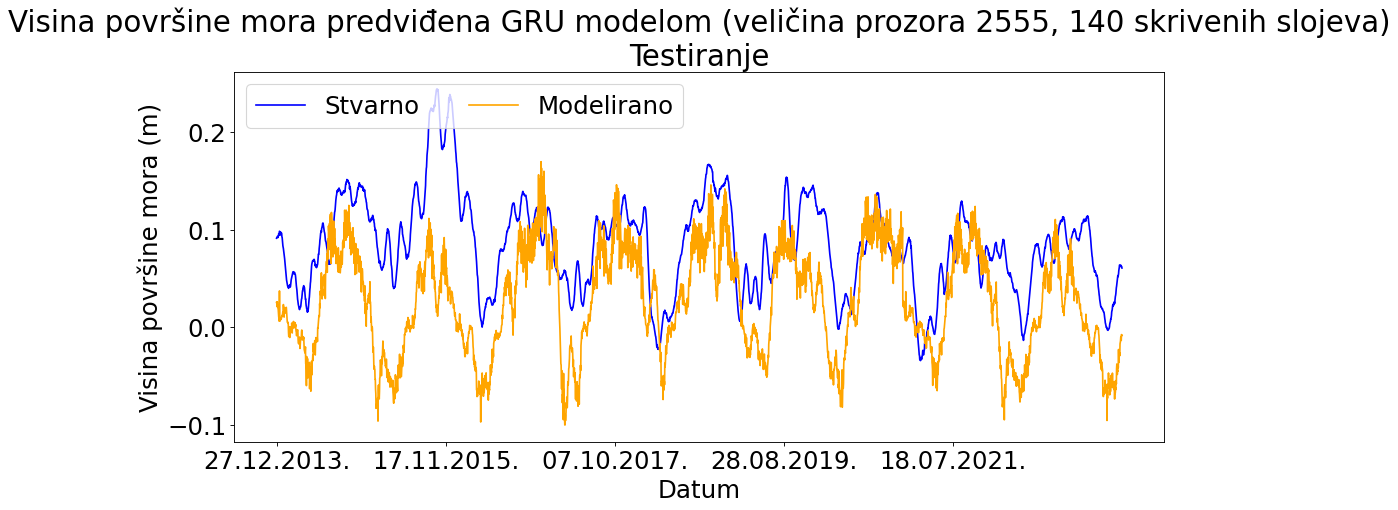 Visina površine mora predviđena GRU modelom (veličina prozora 2555, 140 skrivenih slojeva)
Testiranje
Stvarno
Modelirano
Visina površine mora (m)
0.2
0.1
0.0
−0.1
27.12.2013.
17.11.2015.
07.10.2017.
28.08.2019.
18.07.2021.
Datum